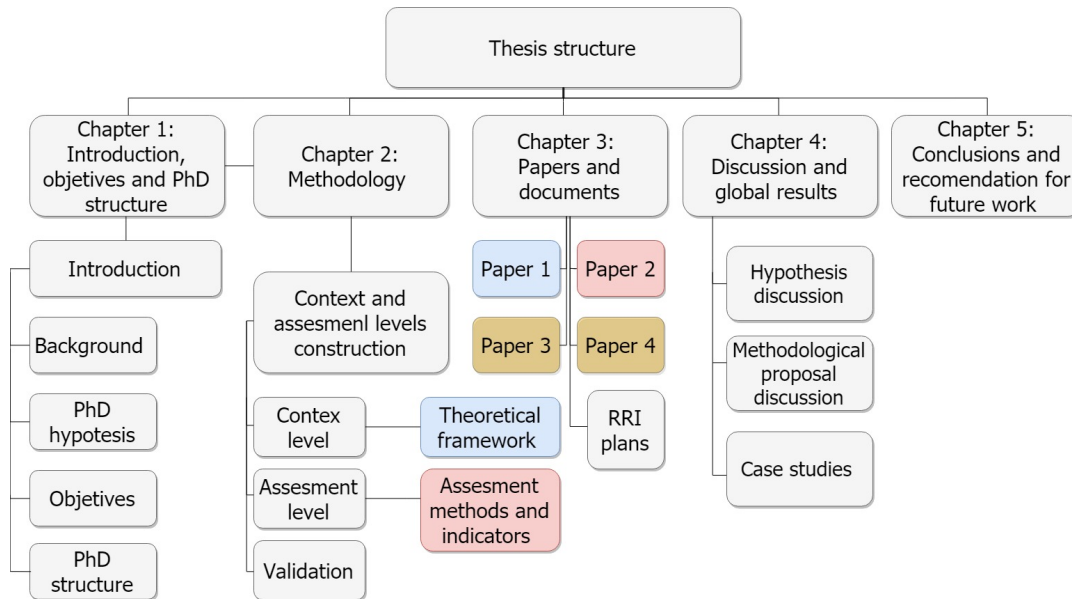 Thesis structure
Chapter 1:
Introduction,
objetives and PhD
structure
Chapter 2:
Methodology
Chapter 3:
Papers and
documents
Chapter 4:
Discussion and
global results
Chapter 5:
Conclusions and
recomendation for
future work
Introduction
Background
PhD
hypotesis
Objetives
PhD
structure
Context and
assesmenl levels
construction
Contex
level
Theoretical
framework
Assesment
level
Assesment
methods and
indicators
Validation
Paper 1
Paper 2
Paper 3
Paper 4
RRI
plans
Hypothesis
discussion
Methodological
proposal
discussion
Case studies